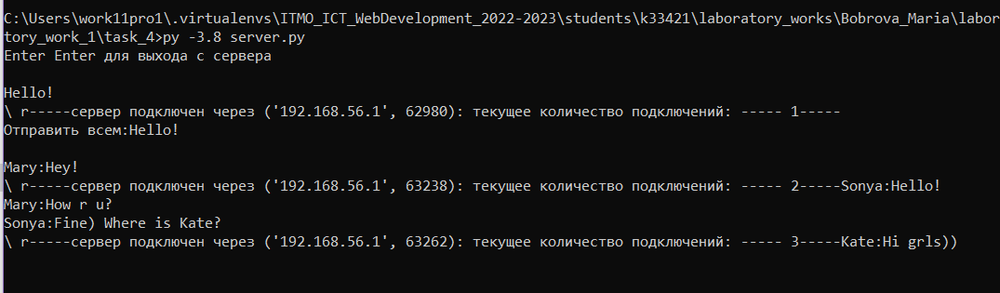 C:\Users\work11pro1\.virtualenvs\ITMO_ICT_WebDevelopment_2022-2023\students\k33421\laboratory_works\Bobrova_Maria\labor
tory_work_1\task_4>py -3.8 server.py
Enter Enter для выхода с сервера
Hello!
\ r-----сервер подключен через ('192.168.56.1', 62980): текущее количество подключений: ----- 1-----
Отправить всем:Hello!
Mary:Hey!
\ r-----сервер подключен через ('192.168.56.1', 63238): текущее количество подключений: ----- 2-----Sonya:Hello!
Mary:How r u?
Sonya:Fine) Where is Kate?
\ r-----сервер подключен через ('192.168.56.1', 63262): текущее количество подключений: ----- 3-----Kate:Hi grls))